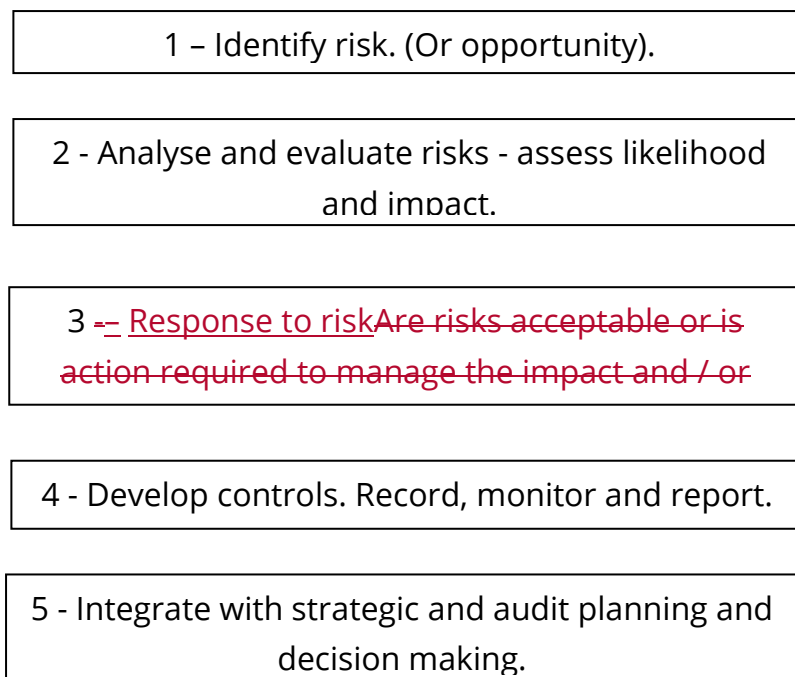 1 – Identify risk. (Or opportunity).
2 - Analyse and evaluate risks - assess likelihood
and impact.
3 -– Response to riskAre risks acceptable or is
action required to manage the impact and / or
4 - Develop controls. Record, monitor and report.
5 - Integrate with strategic and audit planning and
decision making.